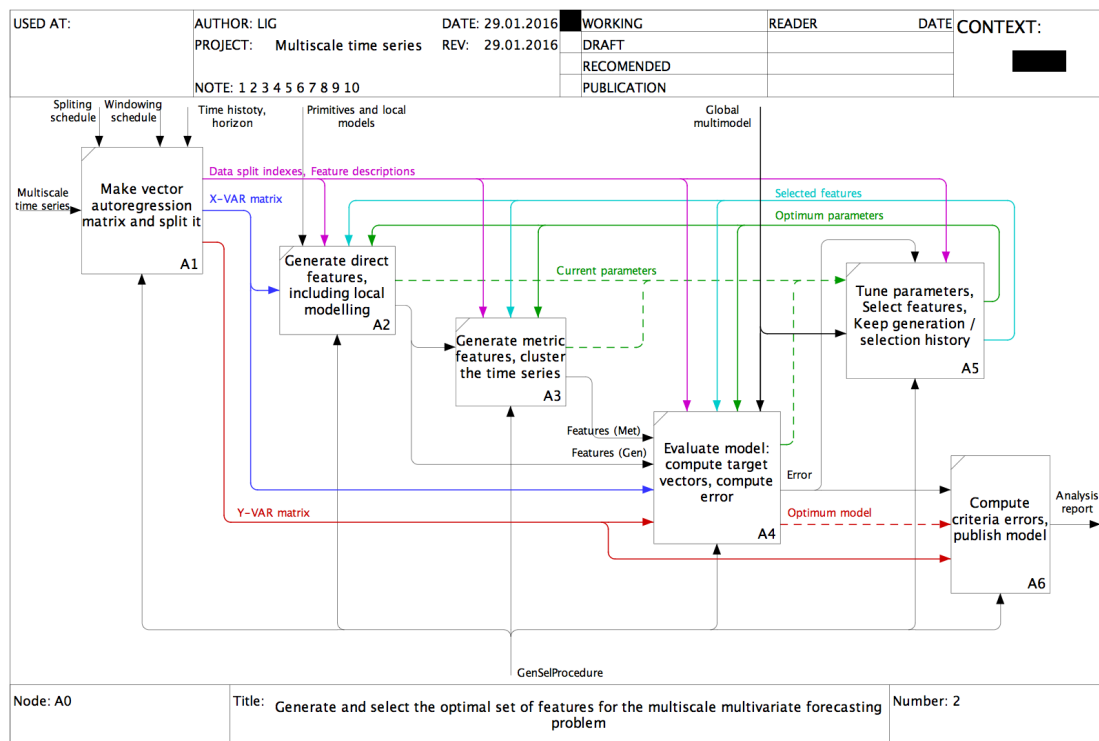 USED AT:
AUTHOR: LIG
DATE: 29.01.2016
PROJECT: Multiscale time series
REV: 29.01.2016
NOTE: 1 2 3 4 5 6 7 8 9 10
WORKING
DRAFT
RECOMENDED
PUBLICATION
READER
DATE
CONTEXT:
Spliting
schedule
Windowing
schedule
Time histoty,
horizon
Primitives and local
models
Global
multimodel
Multiscale
time series
Make vector
autoregression
matrix and split it
A1
Data split indexes, Feature descriptions
X-VAR matrix
Selected features
Optimum parameters
Generate direct
features,
including local
modelling
A2
Current parameters
Tune parameters,
Select features,
Keep generation /
selection history
A5
Generate metric
features, cluster
the time series
A3
Features (Met)
Features (Gen)
Evaluate model:
compute target
vectors, compute
error
A4
Error
Y-VAR matrix
Optimum model
Compute
criteria errors,
publish model
A6
Analysis
report
GenSelProcedure
Node: A0
Title: Generate and select the optimal set of features for the multiscale multivariate forecasting
problem
Number: 2